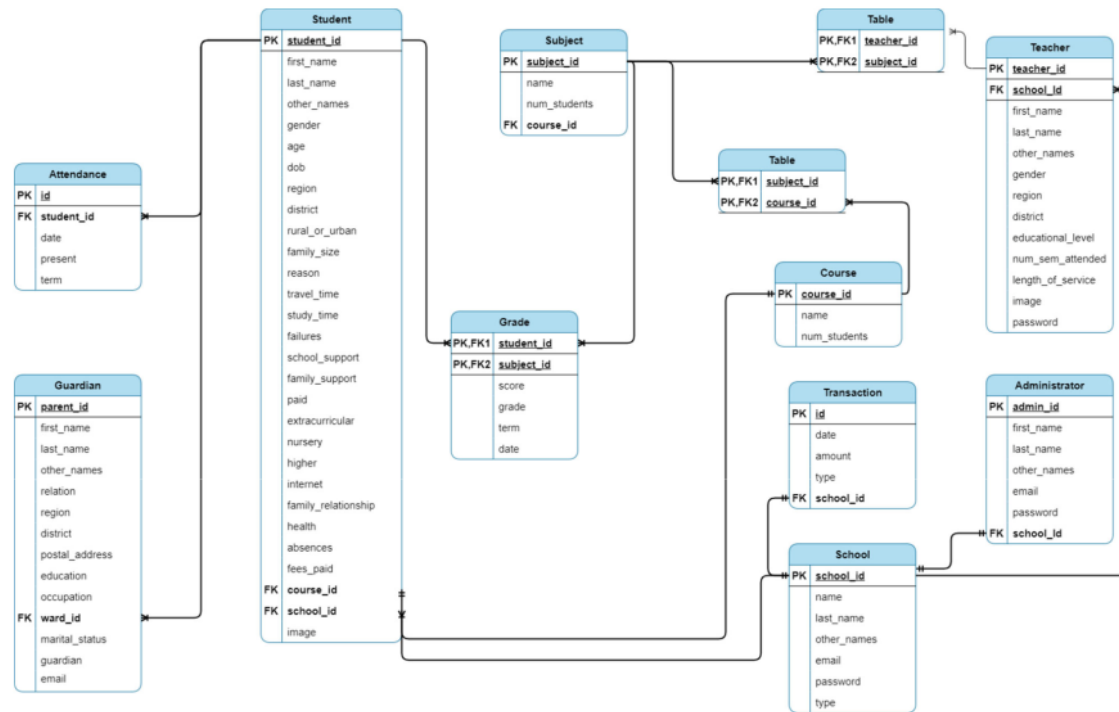 Student
PK student_id
first_name
last_name
other_names
gender
age
dob
region
district
rural_or_urban
family_size
reason
travel_time
study_time
failures
school_support
family_support
paid
extracurricular
nursery
higher
internet
family_relationship
health
absences
fees_paid
FK course_id
FK school_id
image
Attendance
PK id
FK student_id
date
present
term
Guardian
PK parent_id
first_name
last_name
other_names
relation
region
district
postal_address
education
occupation
FK ward_id
marital_status
guardian
email
Subject
PK subject_id
name
num_students
FK course_id
Grade
PK,FK1 student_id
PK,FK2 subject_id
score
grade
term
date
Table
PK,FK1 teacher_id
PK,FK2 subject_id
Table
PK,FK1 subject_id
PK,FK2 course_id
Course
PK course_id
name
num_students
Transaction
PK id
date
amount
type
FK school_id
School
PK school_id
name
last_name
other_names
email
password
type
Teacher
PK teacher_id
FK school_Id
first_name
last_name
other_names
gender
region
district
educational_level
num_sem_attended
length_of_service
image
password
Administrator
PK admin_id
first_name
last_name
other_names
email
password
FK school_Id